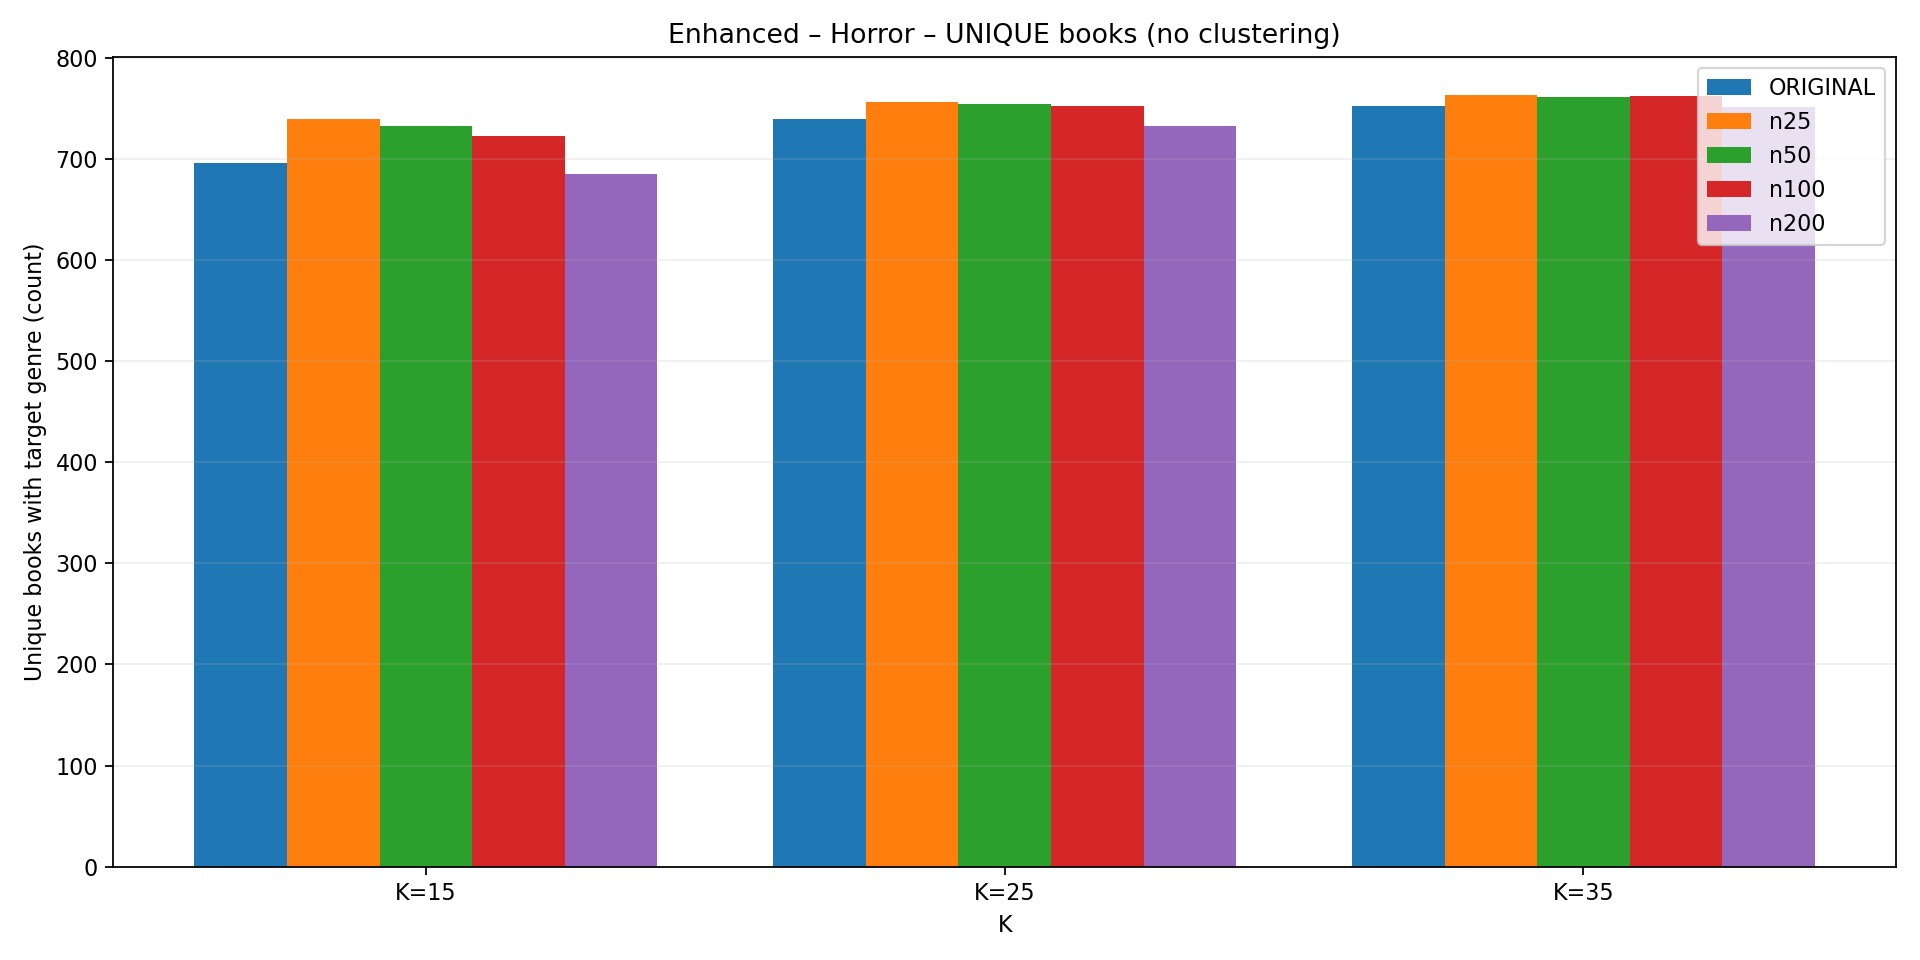 Enhanced – Horror – UNIQUE books (no clustering)
Unique books with target genre (count)
800
700
600
500
400
300
200
100
0
ORIGINAL
n25
n50
n100
n200
K=15
K=25
K=35
K